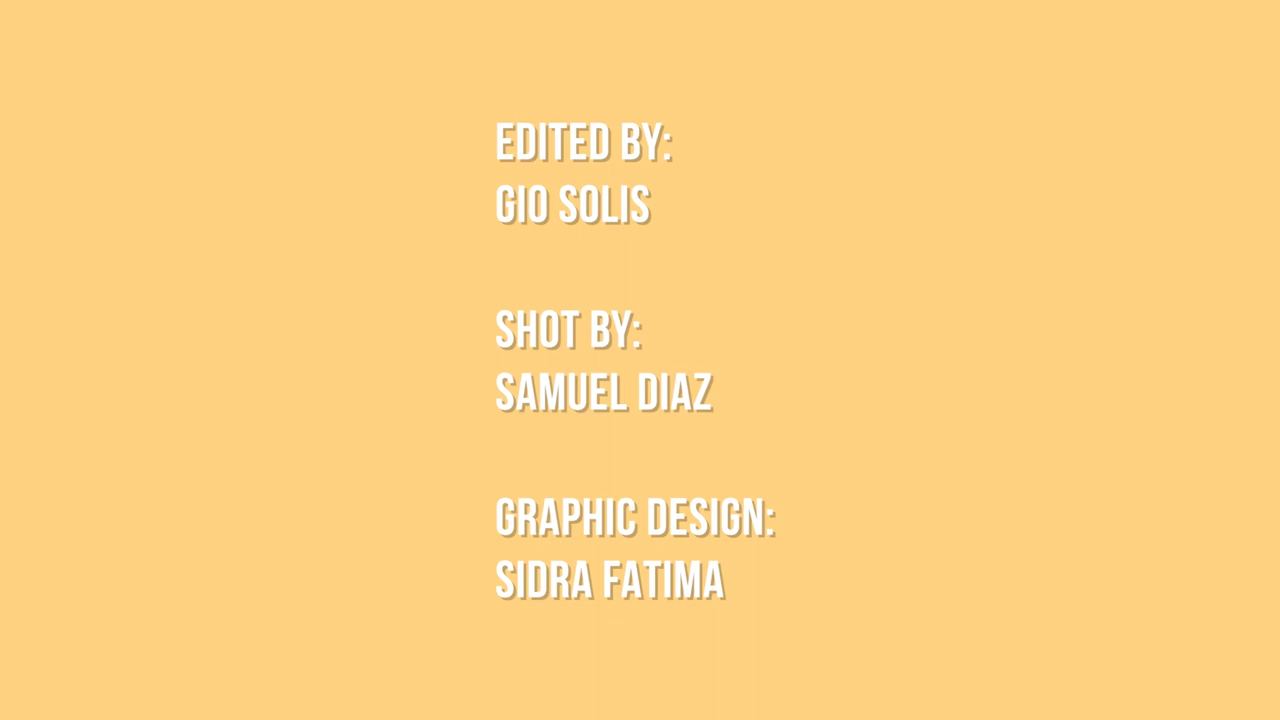 EDITED BY:
GIO SOLIS
SHOT BY:
SAMUEL DIAZ
GRAPHIC DESIGN:
SIDRA FATIMA